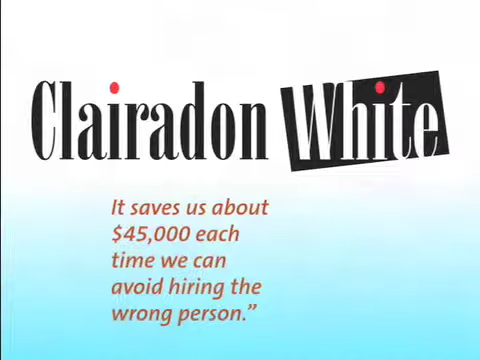 Clairadon White
It saves us about
$45,000 each
time we can
avoid hiring the
wrong person.”